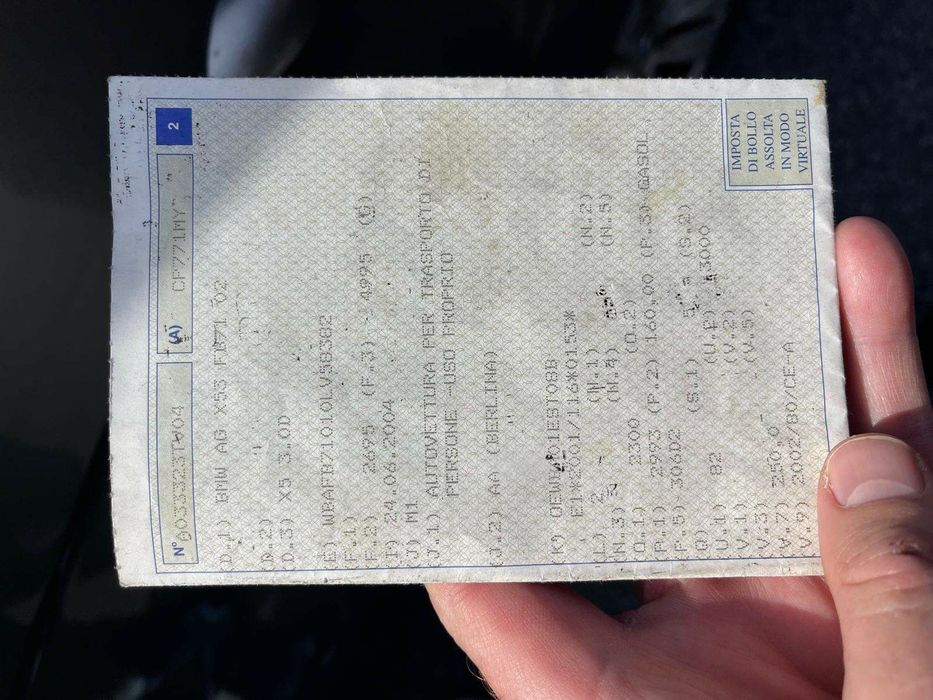 N° (A) CP771MY 2
(D.1) BMW AG X53 FB71 02
(D.2)
(D.3) X5 3.0D
(E) WBAFB71010LV58382
(F.1)
(F.2) 2695 (F.3) 4995 (G)
(I) 24.06.2004
(J) M1
(J.1) AUTOVETTURA PER TRASPORTO DI
PERSONE -USO PROPRIO
(J.2) AA (BERLINA)
(K) E1*2001/116*0153*
(L) 2 (N.1) (N.2)
(N.3) (N.4) (N.5)
(O.1) 2300 (O.2)
(P.1) 2993 (P.2) 160,00 (P.3) GASOL
(P.5) 306D2
(Q) (S.1) 5 (S.2)
(U.1) 82 (U.2) 3000
(V.1) (V.2)
(V.3) (V.5)
(V.7) 250,0
(V.9) 2002/80/CE-A
IMPOSTA
DI BOLLO
ASSOLTA
IN MODO
VIRTUALE